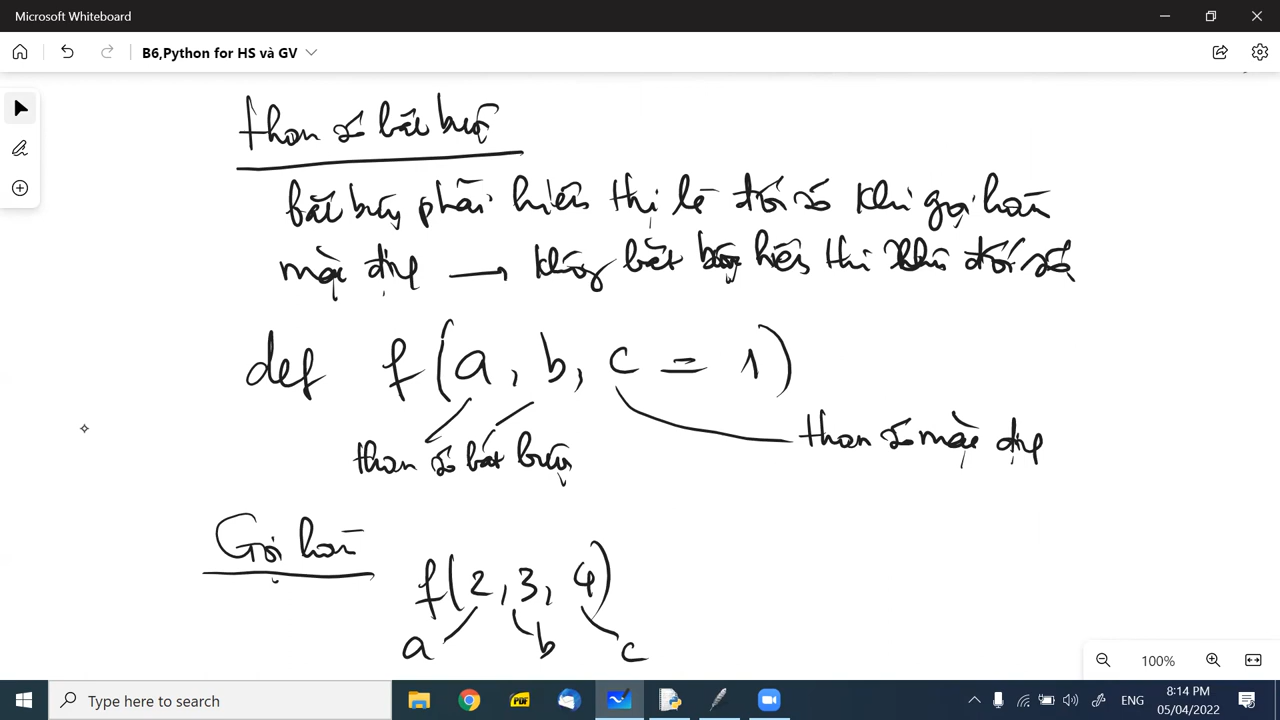 Microsoft Whiteboard
B6,Python for HS và GV
tham số bắt buộc
bắt buộc phải hiển thị là đối số khi gọi hàm
mặc định → không bắt buộc hiển thị đối số
def f(a, b, c = 1)
tham số mặc định
tham số bắt buộc
Gọi hàm
f(2, 3, 4)
a b c
100%
Type here to search
PDF
ENG
8:14 PM
05/04/2022